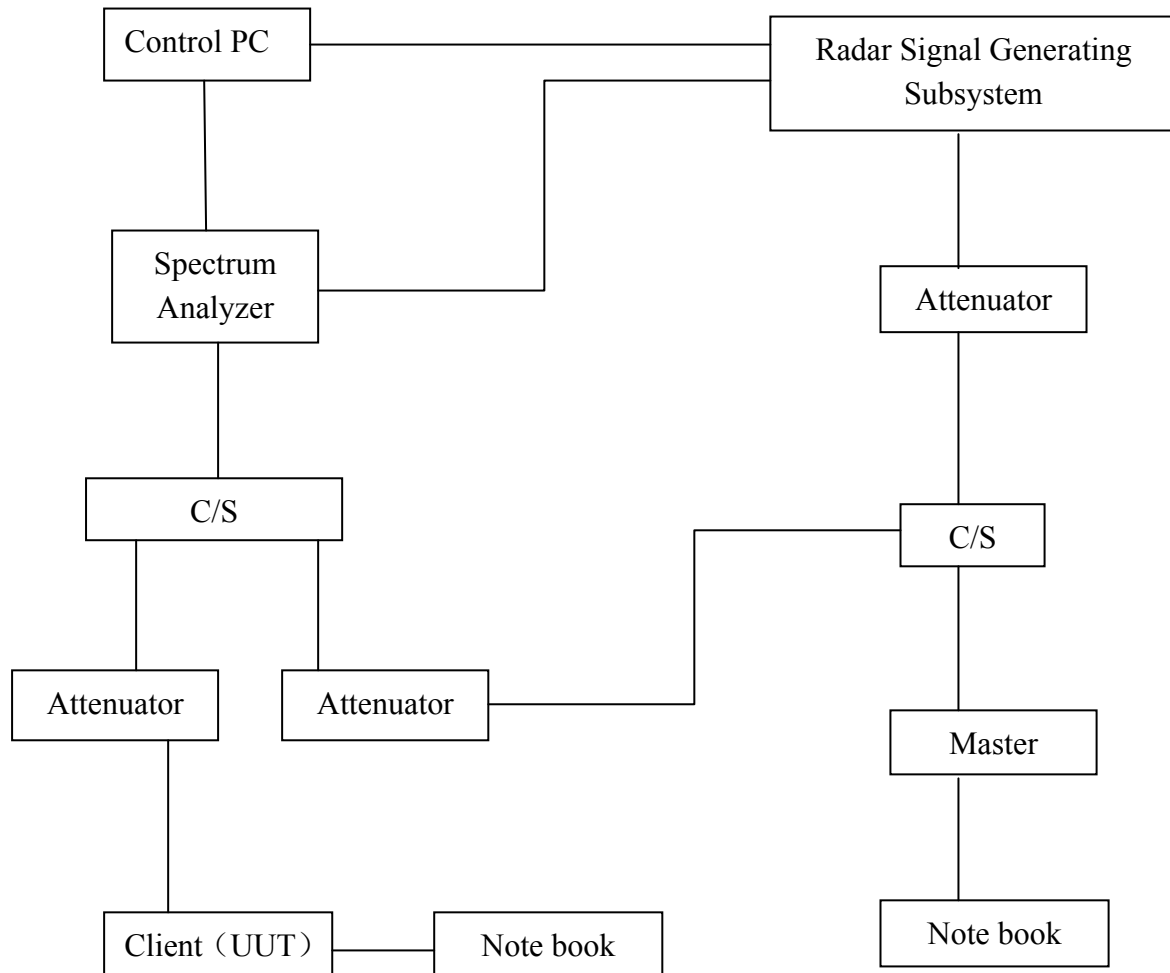 Control PC
Radar Signal Generating
Subsystem
Spectrum
Analyzer
Attenuator
C/S
C/S
Attenuator
Attenuator
Master
Client（UUT）
Note book
Note book